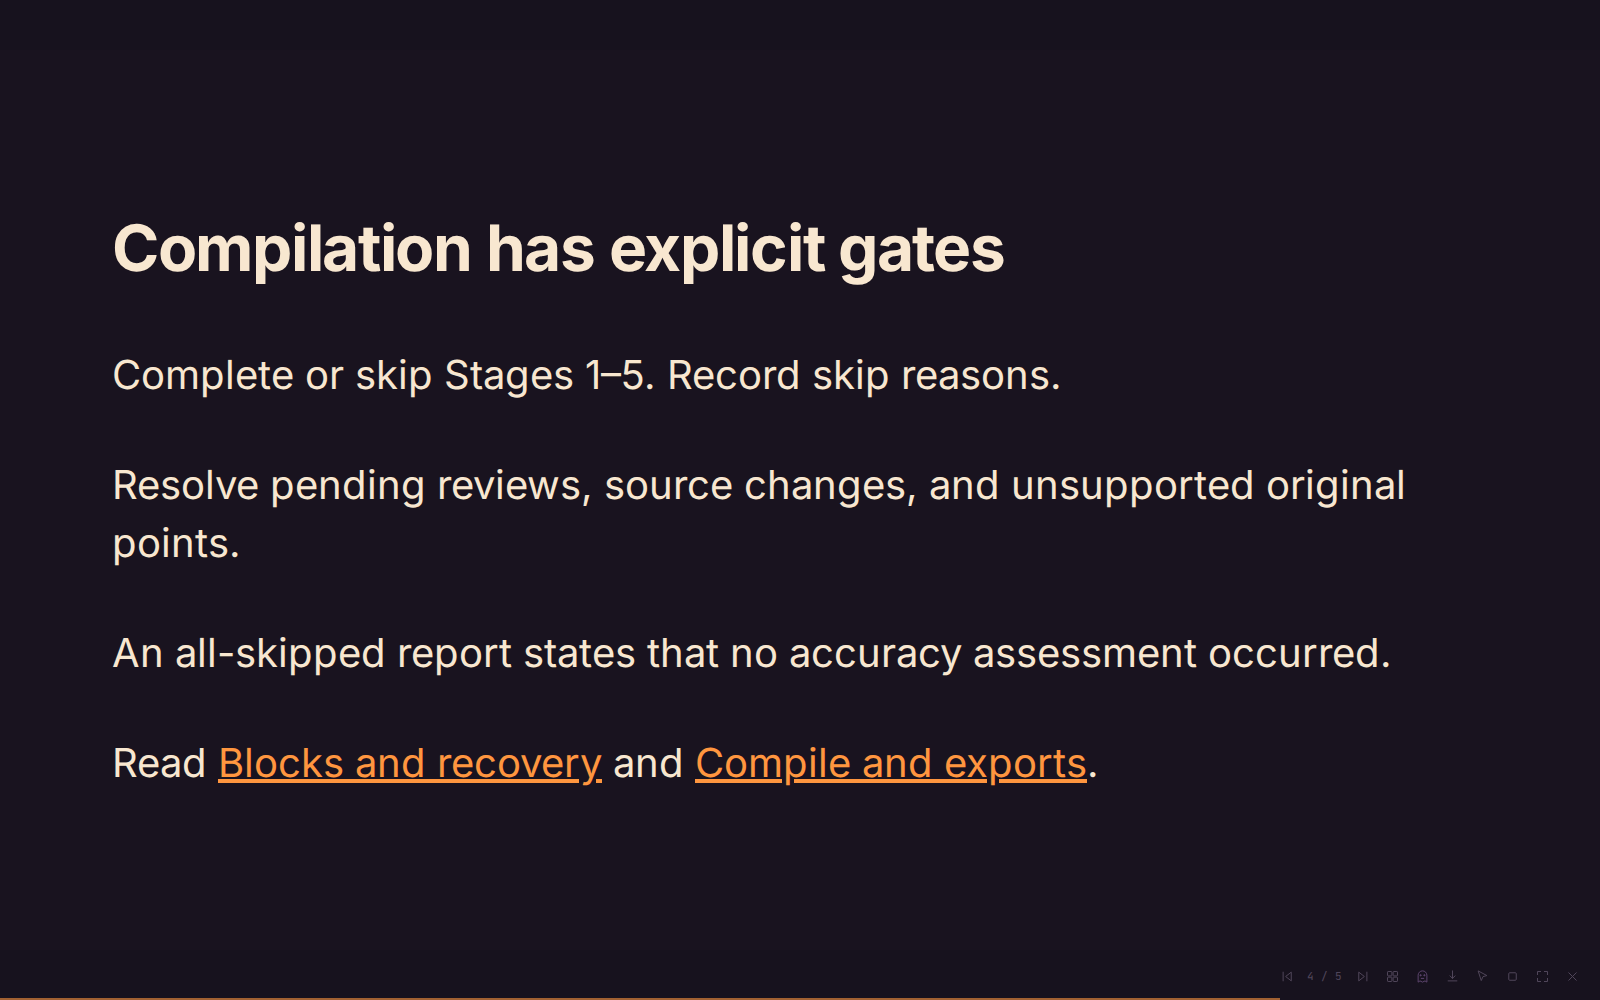 Compilation has explicit gates
Complete or skip Stages 1–5. Record skip reasons.
Resolve pending reviews, source changes, and unsupported original
points.
An all-skipped report states that no accuracy assessment occurred.
Read Blocks and recovery and Compile and exports.
4 / 5